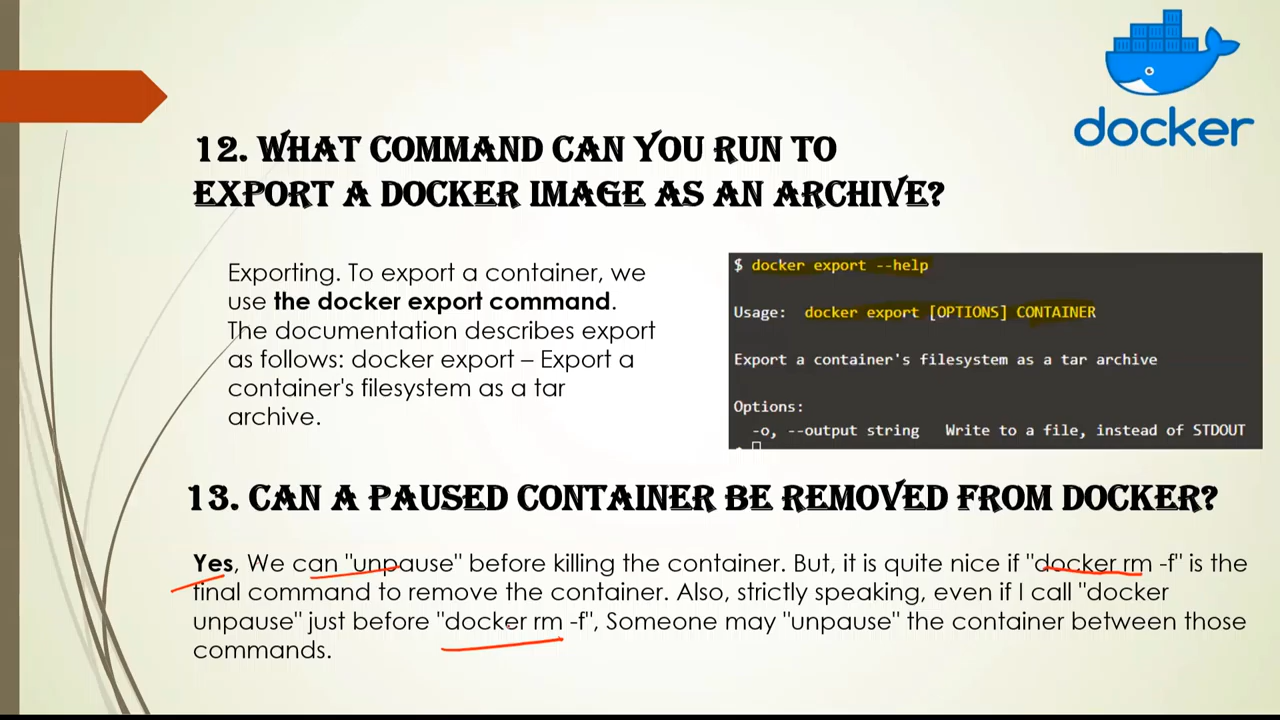 docker
12. WHAT COMMAND CAN YOU RUN TO
EXPORT A DOCKER IMAGE AS AN ARCHIVE?
Exporting. To export a container, we
use the docker export command.
The documentation describes export
as follows: docker export – Export a
container's filesystem as a tar
archive.
$ docker export --help
Usage:  docker export [OPTIONS] CONTAINER
Export a container's filesystem as a tar archive
Options:
-o, --output string   Write to a file, instead of STDOUT
13. CAN A PAUSED CONTAINER BE REMOVED FROM DOCKER?
Yes, We can "unpause" before killing the container. But, it is quite nice if "docker rm -f" is the
final command to remove the container. Also, strictly speaking, even if I call "docker
unpause" just before "docker rm -f", Someone may "unpause" the container between those
commands.